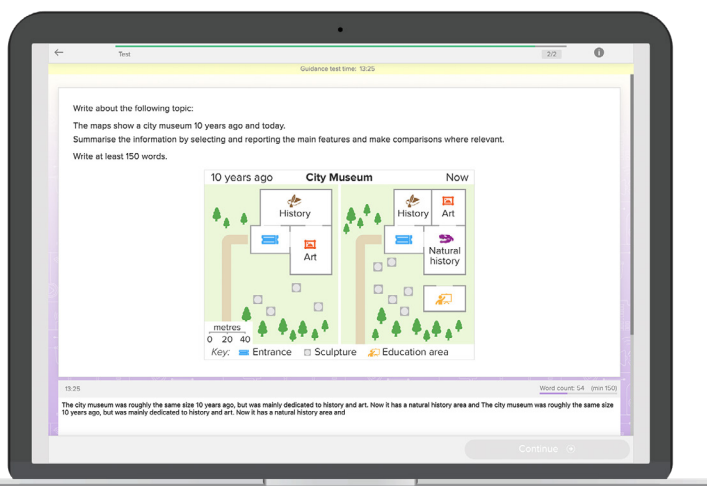 Test
2/2
Guidance test time: 13:25
Write about the following topic:
The maps show a city museum 10 years ago and today.
Summarise the information by selecting and reporting the main features and make comparisons where relevant.
Write at least 150 words.
10 years ago City Museum Now
History
Art
History
Art
Natural
history
metres
0 20 40
Key: Entrance Sculpture Education area
13:25
Word count: 54 (min 150)
The city museum was roughly the same size 10 years ago, but was mainly dedicated to history and art. Now it has a natural history area and The city museum was roughly the same size
10 years ago, but was mainly dedicated to history and art. Now it has a natural history area and
Continue